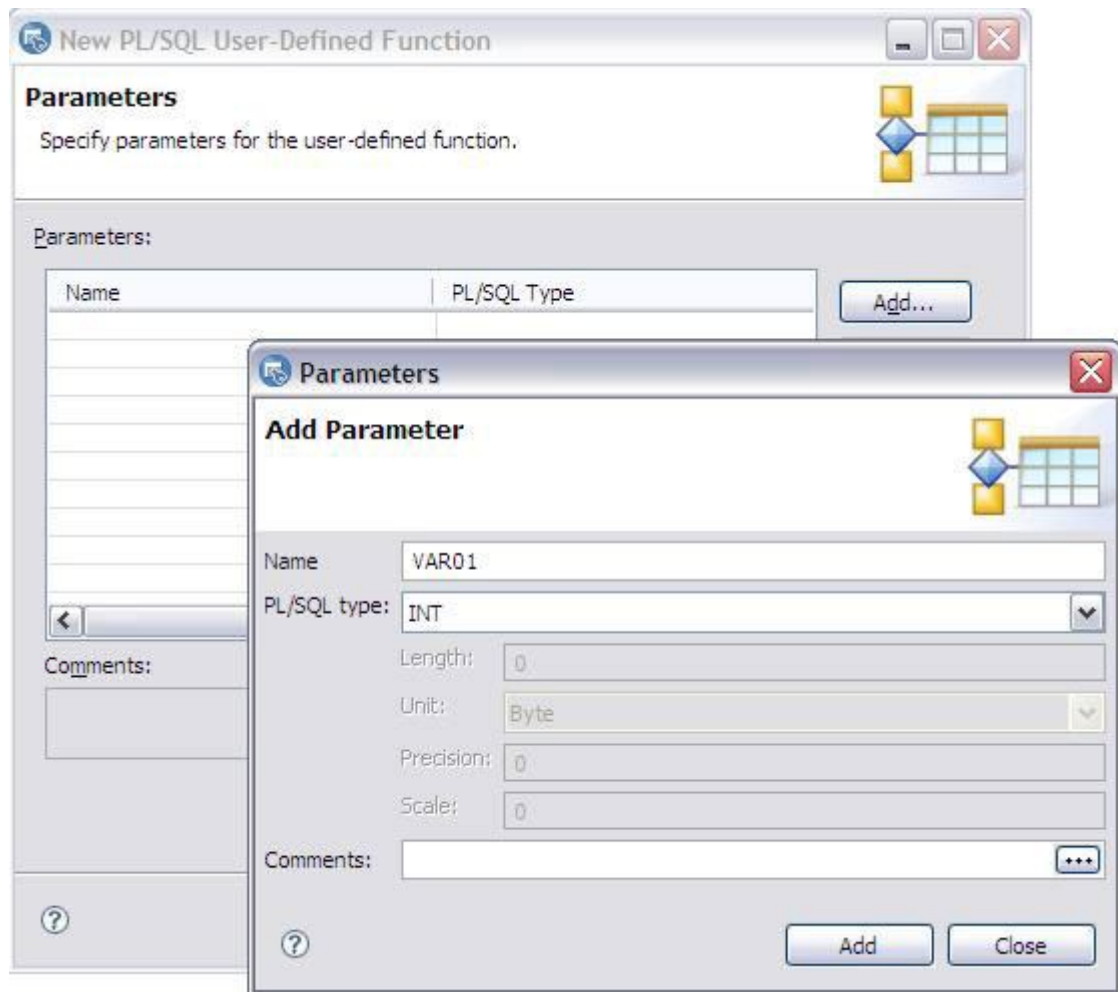 New PL/SQL User-Defined Function
Parameters
Specify parameters for the user-defined function.
Parameters:
Name PL/SQL Type
Add...
Comments:
Parameters
Add Parameter
Name VAR01
PL/SQL type: INT
Length: 0
Unit: Byte
Precision: 0
Scale: 0
Comments:
Add Close